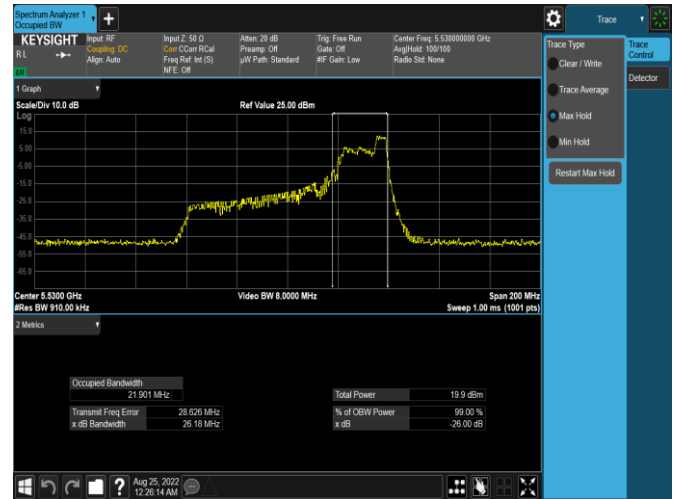 Spectrum Analyzer 1
Occupied BW
+
KEYSIGHT
R L
LV
Input: RF
Coupling: DC
Align: Auto
Input Z: 50 Ω
Corr CCorr RCal
Freq Ref: Int (S)
NFE: Off
Atten: 20 dB
Preamp: Off
µW Path: Standard
Trig: Free Run
Gate: Off
#IF Gain: Low
Center Freq: 5.530000000 GHz
Avg|Hold: 100/100
Radio Std: None
1 Graph
Scale/Div 10.0 dB
Ref Value 25.00 dBm
Log
15.0
5.00
-15.0
-25.0
-35.0
-45.0
-55.0
-65.0
Center 5.5300 GHz
Video BW 8.0000 MHz
Span 200 MHz
#Res BW 910.00 kHz
Sweep 1.00 ms (1001 pts)
2 Metrics
Occupied Bandwidth
21.901 MHz
Total Power
19.9 dBm
Transmit Freq Error
28.626 MHz
% of OBW Power
99.00 %
x dB Bandwidth
26.18 MHz
x dB
-26.00 dB
?
Aug 25, 2022
12:26:14 AM
Trace
Trace Type
Clear / Write
Trace Average
Max Hold
Min Hold
Restart Max Hold
Trace
Control
Detector